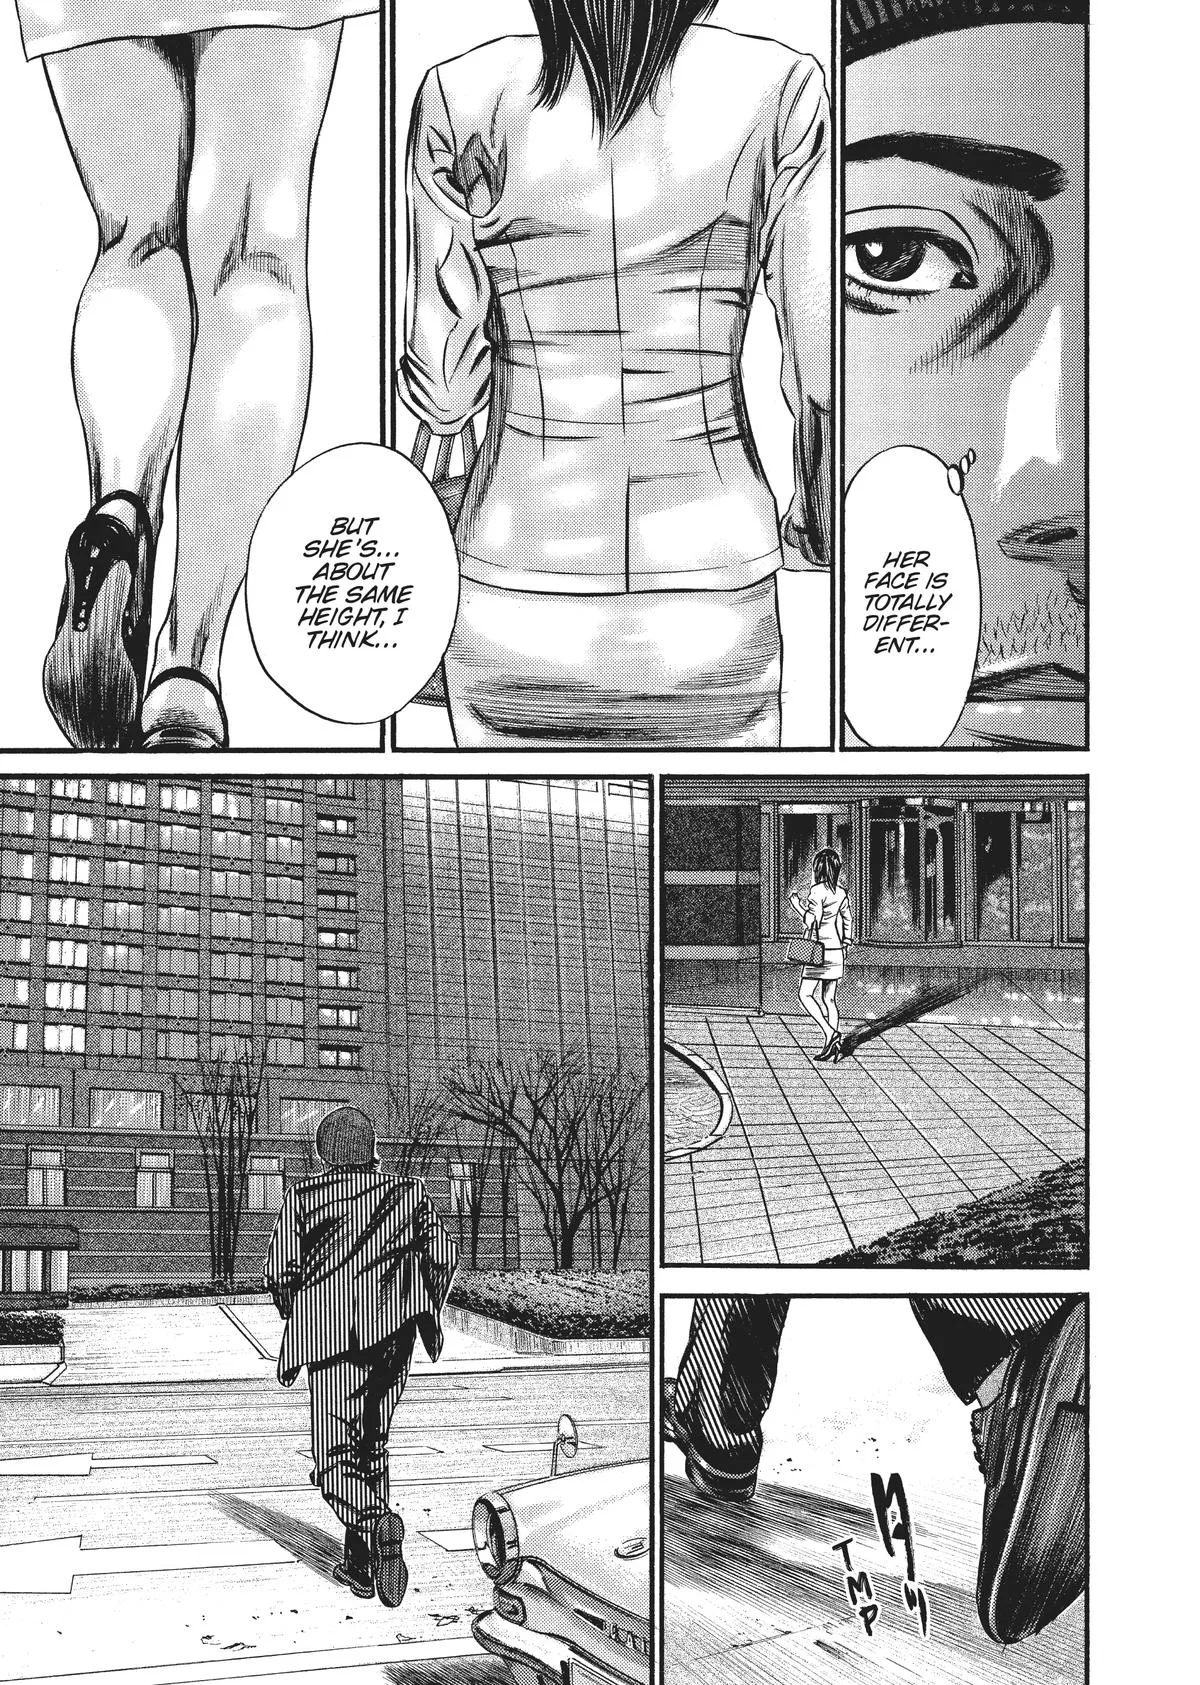 HER
FACE IS
TOTALLY
DIFFER-
ENT...
BUT
SHE'S...
ABOUT
THE SAME
HEIGHT, I
THINK...
TMP